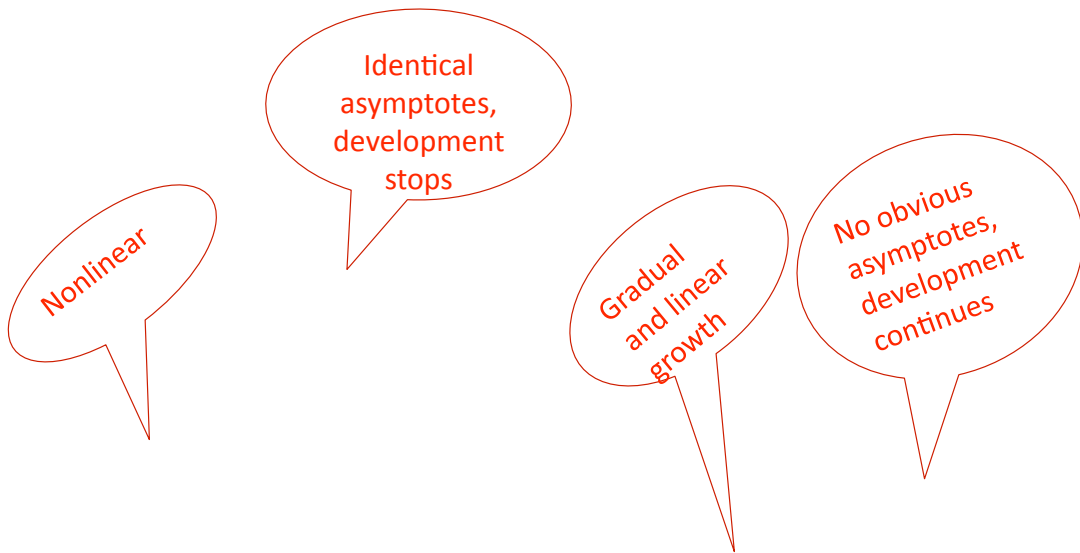 Nonlinear
Identical
asymptotes,
development
stops
Gradual
and linear
growth
No obvious
asymptotes,
development
continues